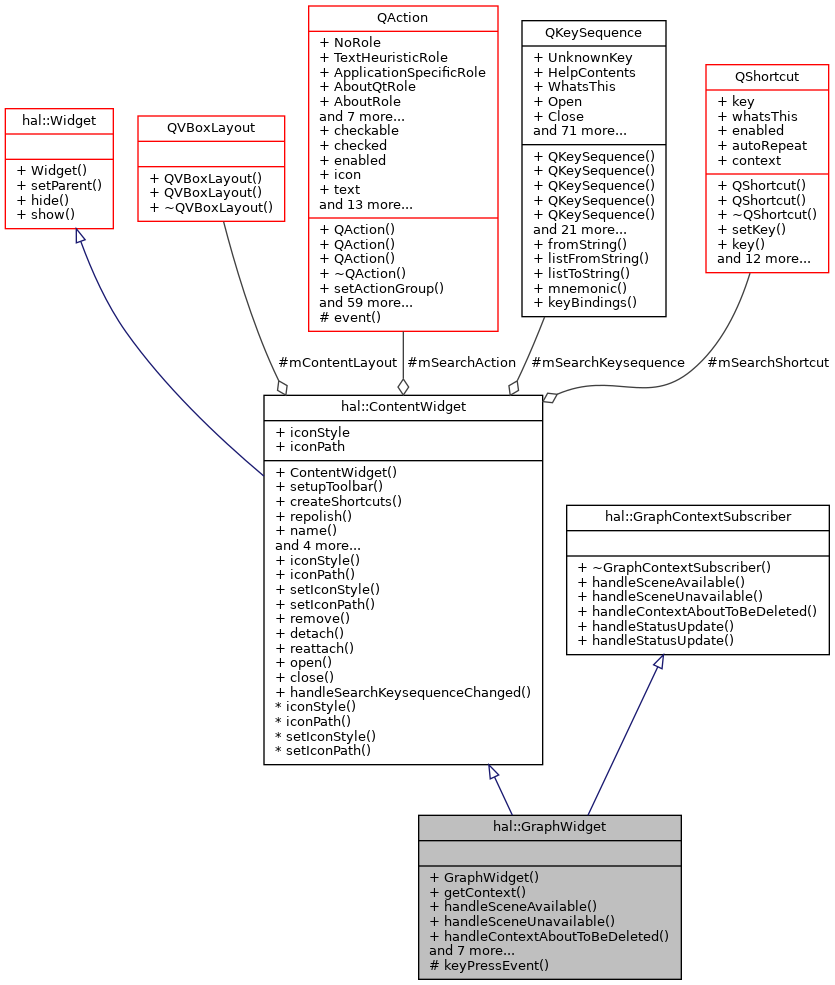 QAction
+ NoRole
+ TextHeuristicRole
+ ApplicationSpecificRole
+ AboutQtRole
+ AboutRole
and 7 more...
+ checkable
+ checked
+ enabled
+ icon
+ text
and 13 more...
+ QAction()
+ QAction()
+ QAction()
+ ~QAction()
+ setActionGroup()
and 59 more...
# event()
QKeySequence
+ UnknownKey
+ HelpContents
+ WhatsThis
+ Open
+ Close
and 71 more...
+ QKeySequence()
+ QKeySequence()
+ QKeySequence()
+ QKeySequence()
+ QKeySequence()
and 21 more...
+ fromString()
+ listFromString()
+ listToString()
+ mnemonic()
+ keyBindings()
QShortcut
+ key
+ whatsThis
+ enabled
+ autoRepeat
+ context
+ QShortcut()
+ QShortcut()
+ ~QShortcut()
+ setKey()
+ key()
and 12 more...
hal::Widget
+ Widget()
+ setParent()
+ hide()
+ show()
QVBoxLayout
+ QVBoxLayout()
+ QVBoxLayout()
+ ~QVBoxLayout()
#mContentLayout
#mSearchAction
#mSearchKeysequence
#mSearchShortcut
hal::ContentWidget
+ iconStyle
+ iconPath
+ ContentWidget()
+ setupToolbar()
+ createShortcuts()
+ repolish()
+ name()
and 4 more...
+ iconStyle()
+ iconPath()
+ setIconStyle()
+ setIconPath()
+ remove()
+ detach()
+ reattach()
+ open()
+ close()
+ handleSearchKeysequenceChanged()
* iconStyle()
* iconPath()
* setIconStyle()
* setIconPath()
hal::GraphContextSubscriber
+ ~GraphContextSubscriber()
+ handleSceneAvailable()
+ handleSceneUnavailable()
+ handleContextAboutToBeDeleted()
+ handleStatusUpdate()
+ handleStatusUpdate()
hal::GraphWidget
+ GraphWidget()
+ getContext()
+ handleSceneAvailable()
+ handleSceneUnavailable()
+ handleContextAboutToBeDeleted()
and 7 more...
# keyPressEvent()